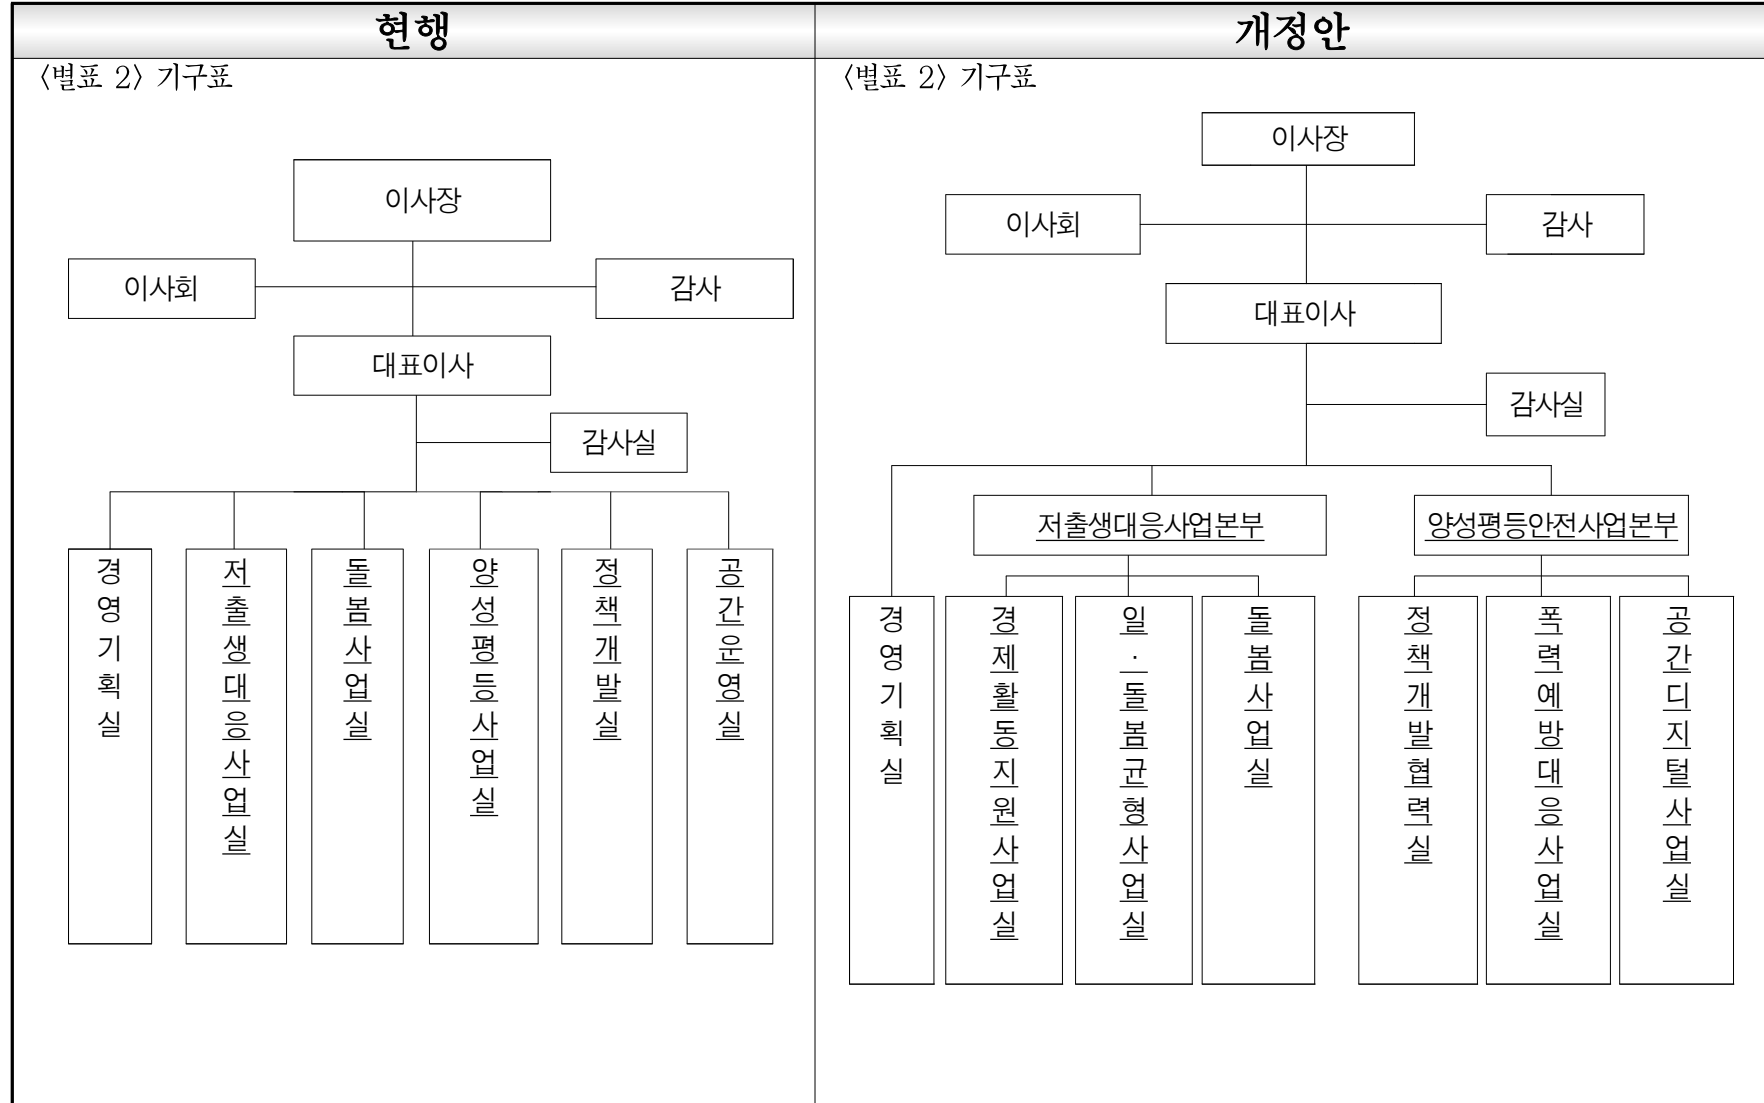 현행
〈별표 2〉 기구표
이사장
이사회
감사
대표이사
감사실
경영기획실
저출생대응사업실
돌봄사업실
양성평등사업실
정책개발실
공간운영실
개정안
〈별표 2〉 기구표
이사장
이사회
감사
대표이사
감사실
저출생대응사업본부
양성평등안전사업본부
경영기획실
경제활동지원사업실
일·돌봄균형사업실
돌봄사업실
정책개발협력실
폭력예방대응사업실
공간디지털사업실